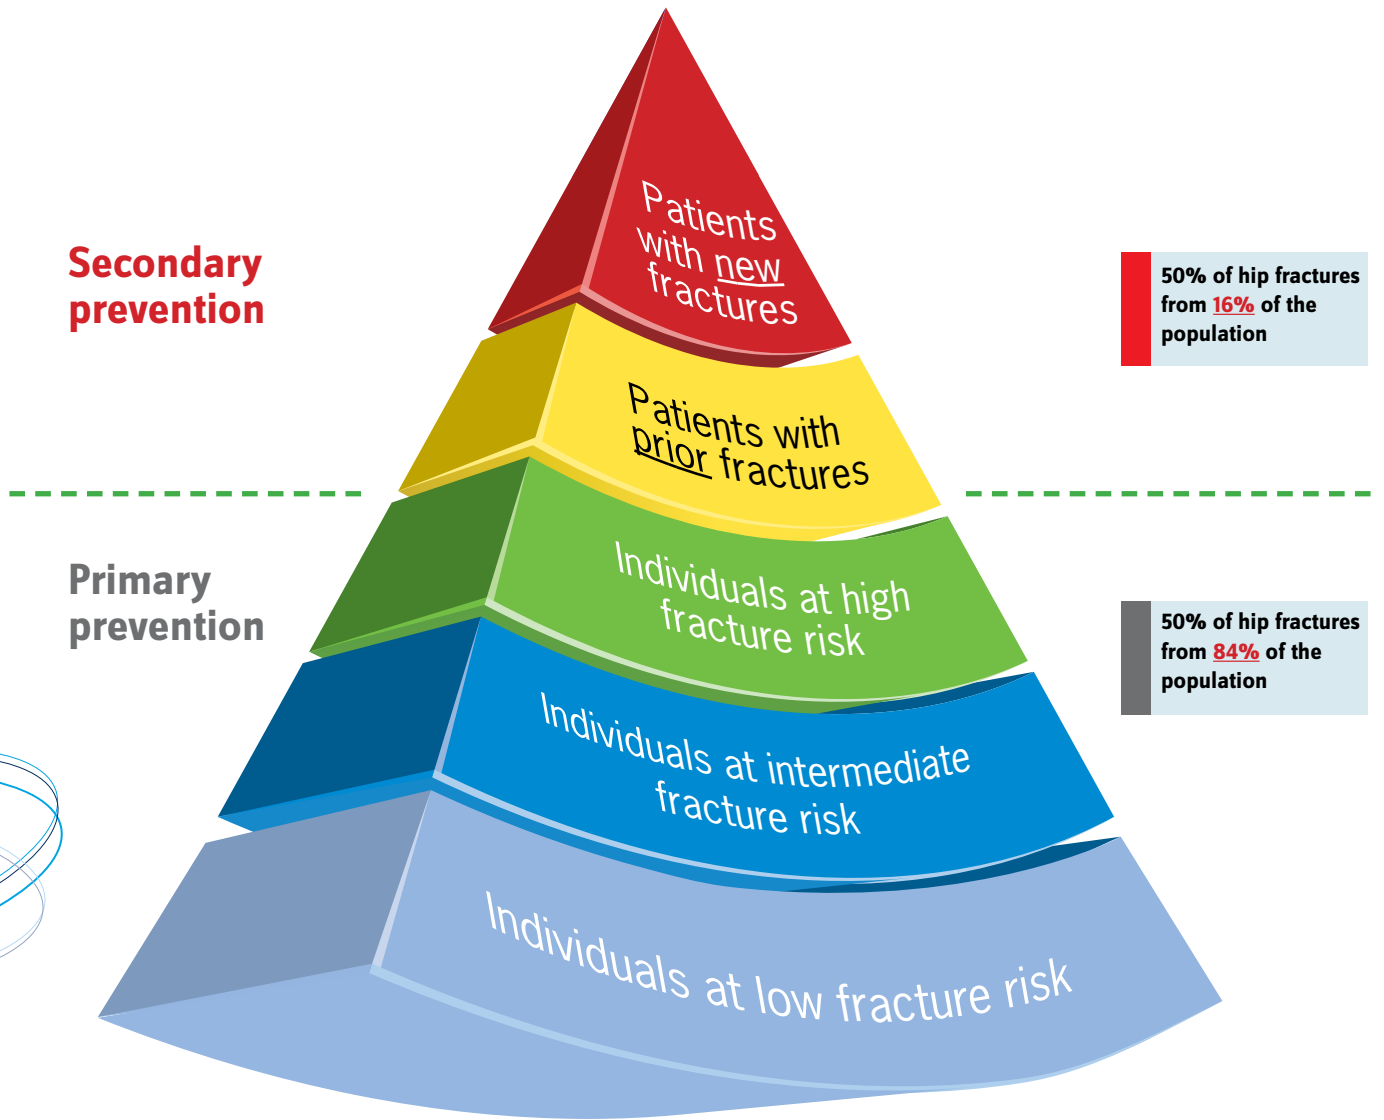 Secondary
prevention
Patients
with new
fractures
50% of hip fractures
from 16% of the
population
Patients with
prior fractures
Primary
prevention
Individuals at high
fracture risk
50% of hip fractures
from 84% of the
population
Individuals at intermediate
fracture risk
Individuals at low fracture risk